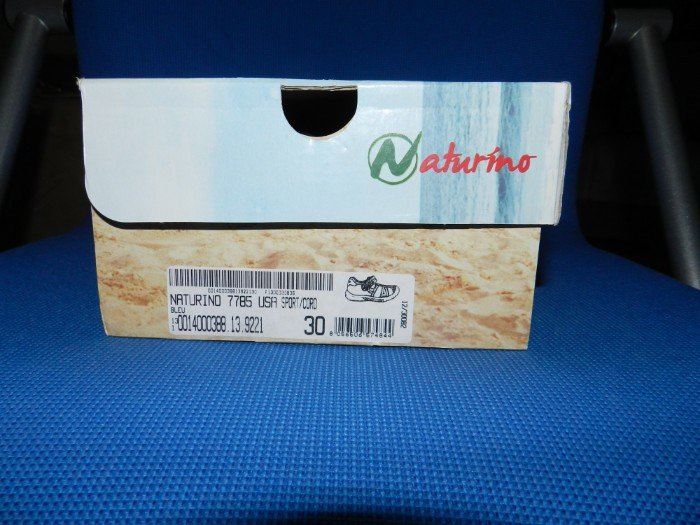 Naturino
NATURINO 7785 USA SPORT/CORD
BLEU
0014000388.13.9221
30